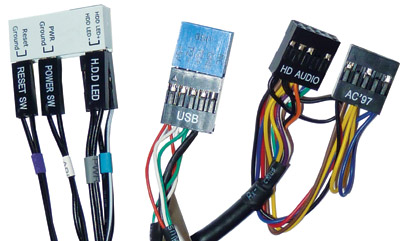 HDD LED+
HDD LED-
PWR
Ground
Reset
Ground
RESET SW
POWER SW
H.D.D LED
USB
HD AUDIO
AC'97